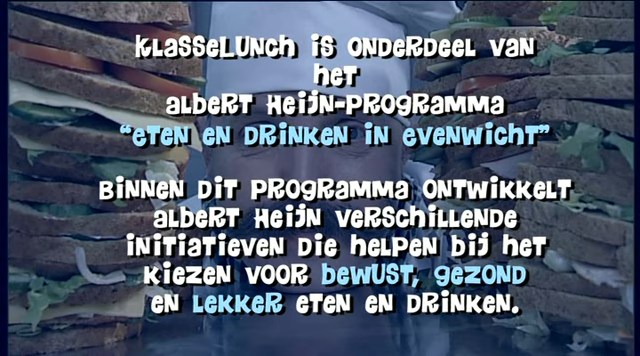 KLASSELUNCH IS ONDERDEEL VAN
HET
ALBERT HEIJN-PROGRAMMA
"ETEN EN DRINKEN IN EVENWICHT"
BINNEN DIT PROGRAMMA ONTWIKKELT
ALBERT HEIJN VERSCHILLENDE
INITIATIEVEN DIE HELPEN BIJ HET
KIEZEN VOOR BEWUST, GEZOND
EN LEKKER ETEN EN DRINKEN.